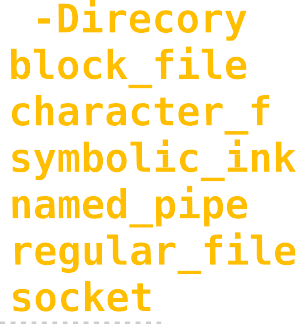 -Direcory
block_file
character_f
symbolic_ink
named_pipe
regular_file
socket